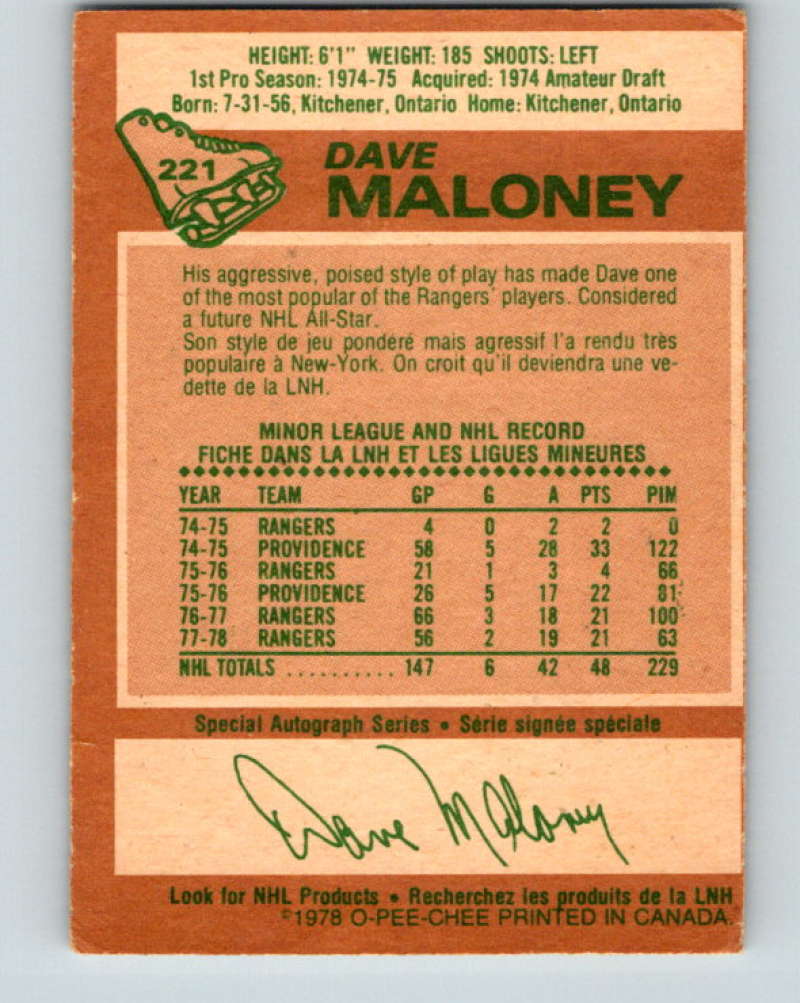 HEIGHT: 6'1" WEIGHT: 185 SHOOTS: LEFT
1st Pro Season: 1974-75 Acquired: 1974 Amateur Draft
Born: 7-31-56, Kitchener, Ontario Home: Kitchener, Ontario
221
DAVE
MALONEY
His aggressive, poised style of play has made Dave one
of the most popular of the Rangers' players. Considered
a future NHL All-Star.
Son style de jeu pondéré mais agressif l'a rendu très
populaire à New-York. On croit qu'il deviendra une ve-
dette de la LNH.
MINOR LEAGUE AND NHL RECORD
FICHE DANS LA LNH ET LES LIGUES MINEURES
YEAR TEAM GP G A PTS PIM
74-75 RANGERS 4 0 2 2 0
74-75 PROVIDENCE 58 5 28 33 122
75-76 RANGERS 21 1 3 4 66
75-76 PROVIDENCE 26 5 17 22 81
76-77 RANGERS 66 3 18 21 100
77-78 RANGERS 56 2 19 21 63
NHL TOTALS .......... 147 6 42 48 229
Special Autograph Series • Série signée spéciale
Dave Maloney
Look for NHL Products • Recherchez les produits de la LNH
©1978 O-PEE-CHEE PRINTED IN CANADA.